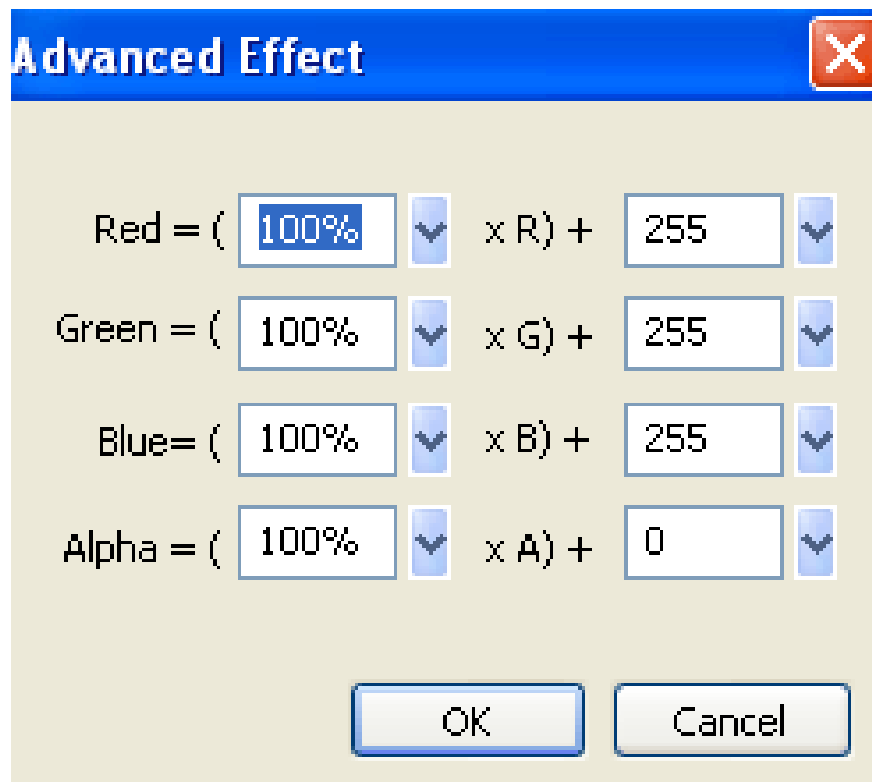 Advanced Effect
Red = ( 100% x R) + 255
Green = ( 100% x G) + 255
Blue= ( 100% x B) + 255
Alpha = ( 100% x A) + 0
OK Cancel